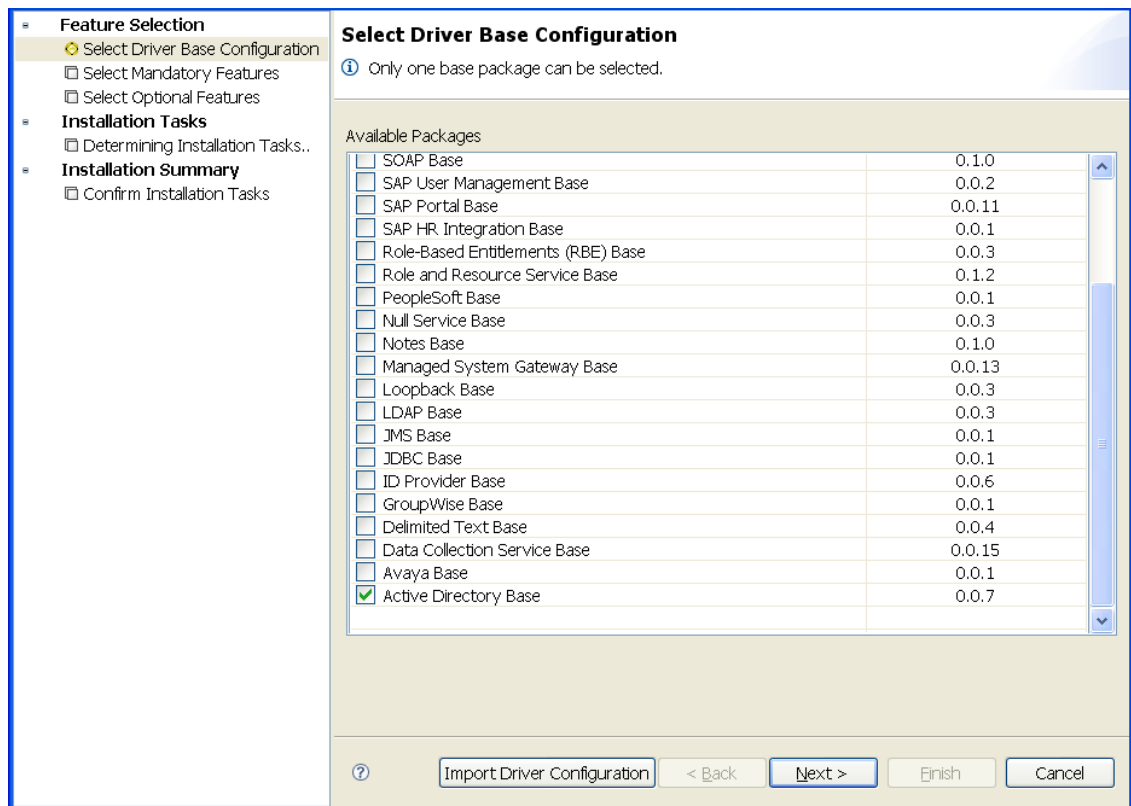 Feature Selection
Select Driver Base Configuration
Select Mandatory Features
Select Optional Features
Installation Tasks
Determining Installation Tasks..
Installation Summary
Confirm Installation Tasks
Select Driver Base Configuration
Only one base package can be selected.
Available Packages
SOAP Base 0.1.0
SAP User Management Base 0.0.2
SAP Portal Base 0.0.11
SAP HR Integration Base 0.0.1
Role-Based Entitlements (RBE) Base 0.0.3
Role and Resource Service Base 0.1.2
PeopleSoft Base 0.0.1
Null Service Base 0.0.3
Notes Base 0.1.0
Managed System Gateway Base 0.0.13
Loopback Base 0.0.3
LDAP Base 0.0.3
JMS Base 0.0.1
JDBC Base 0.0.1
ID Provider Base 0.0.6
GroupWise Base 0.0.1
Delimited Text Base 0.0.4
Data Collection Service Base 0.0.15
Avaya Base 0.0.1
Active Directory Base 0.0.7
Import Driver Configuration < Back Next > Finish Cancel